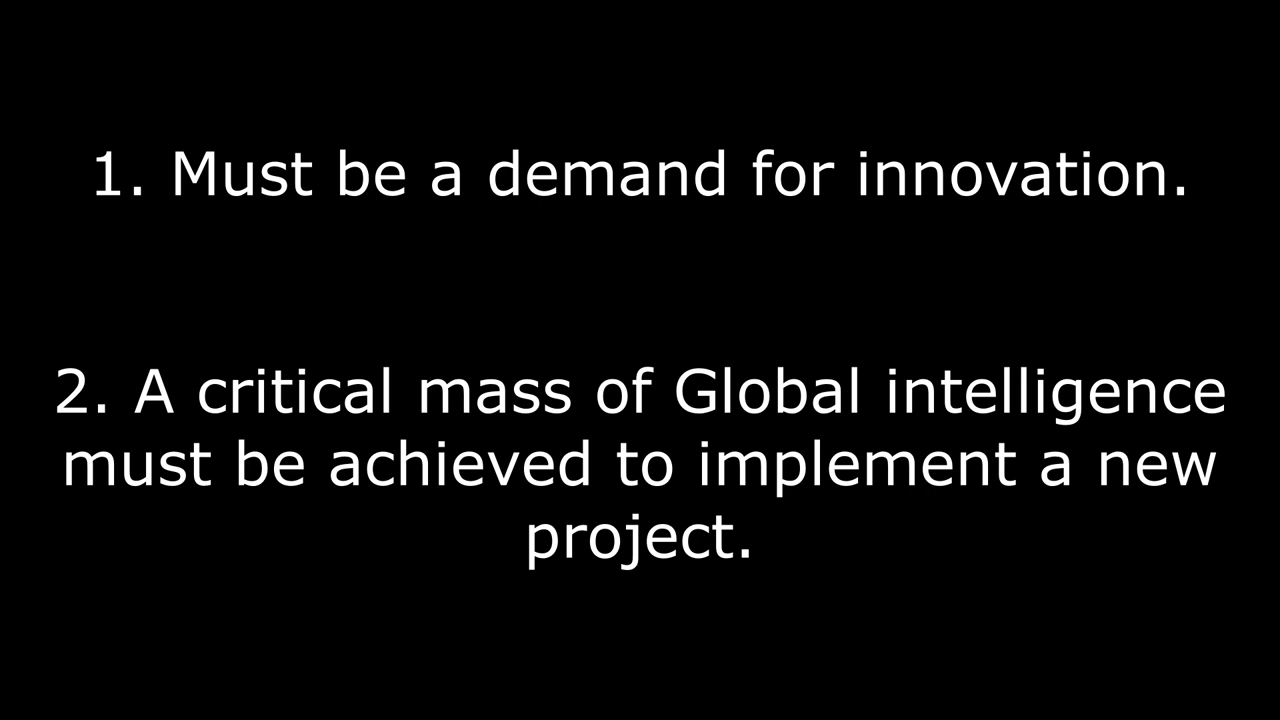 1. Must be a demand for innovation.
2. A critical mass of Global intelligence
must be achieved to implement a new
project.